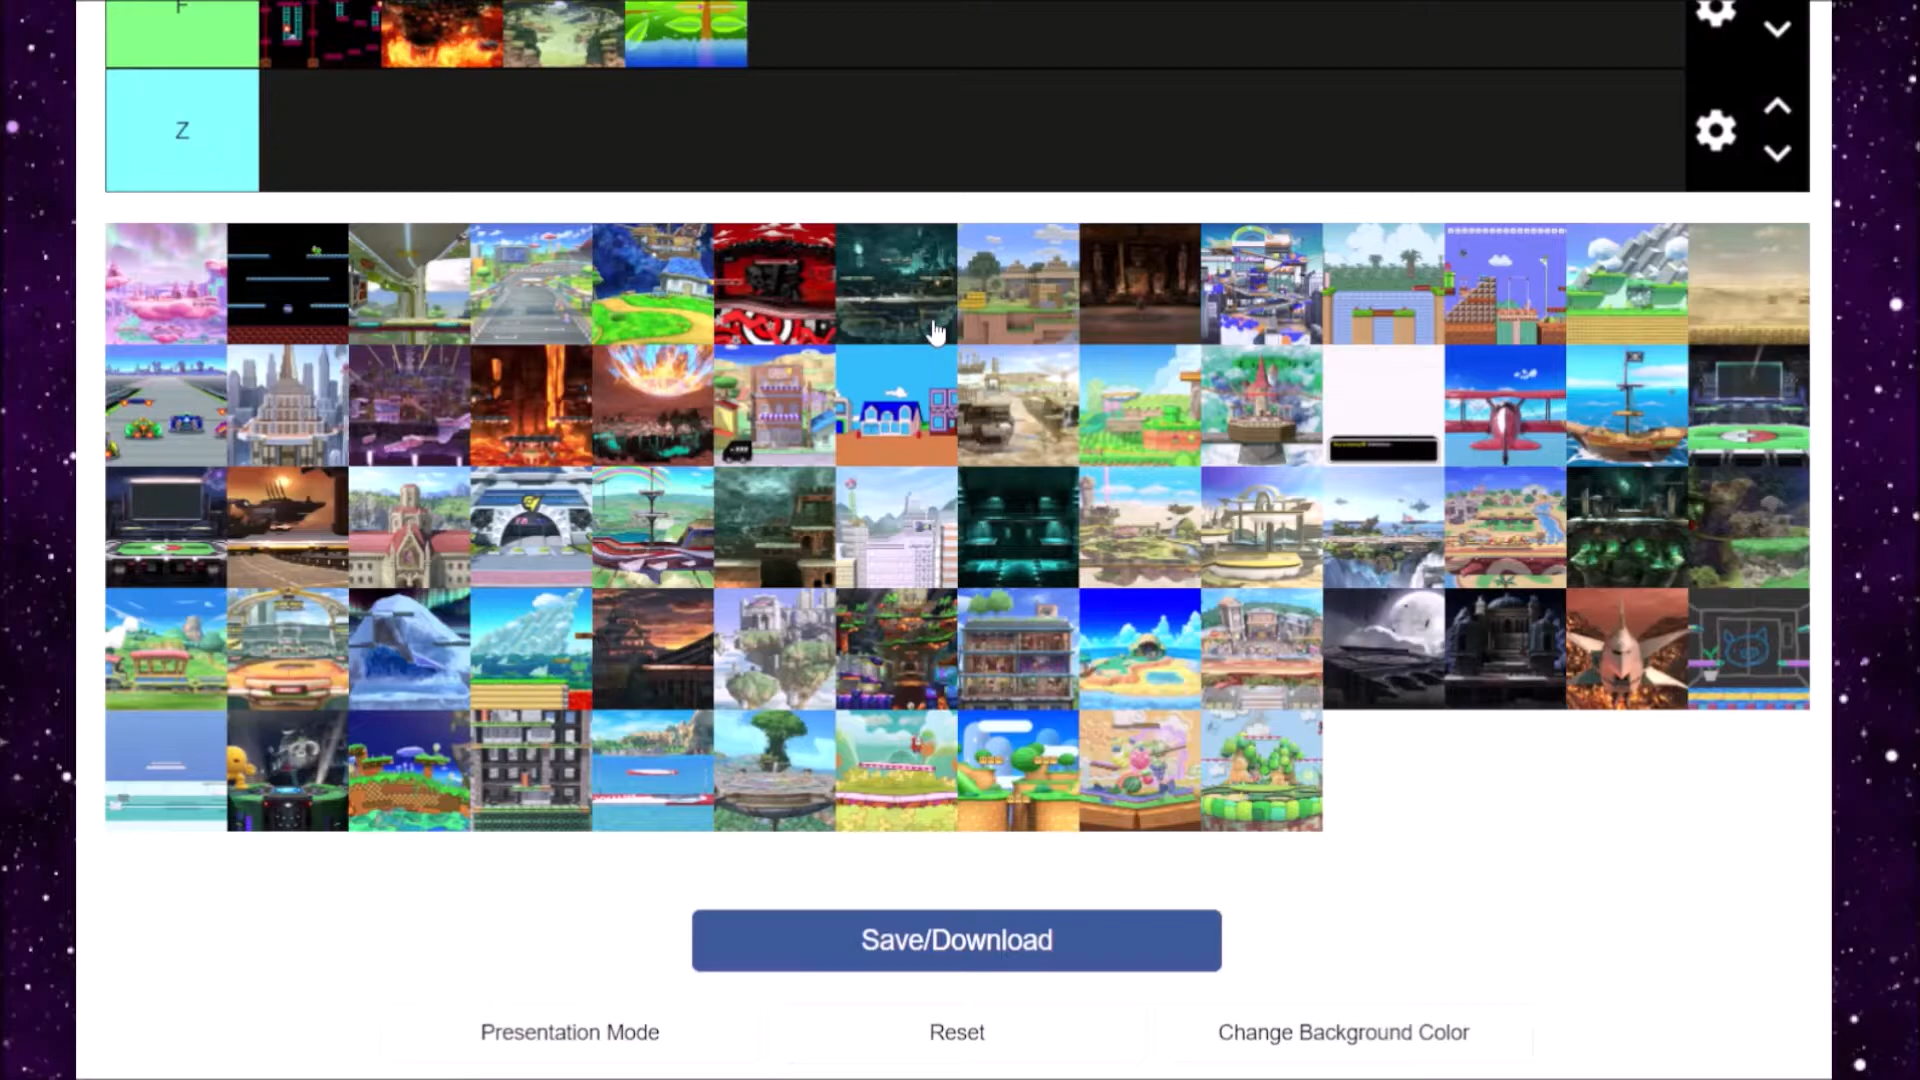 F
Z
Save/Download
Presentation Mode
Reset
Change Background Color